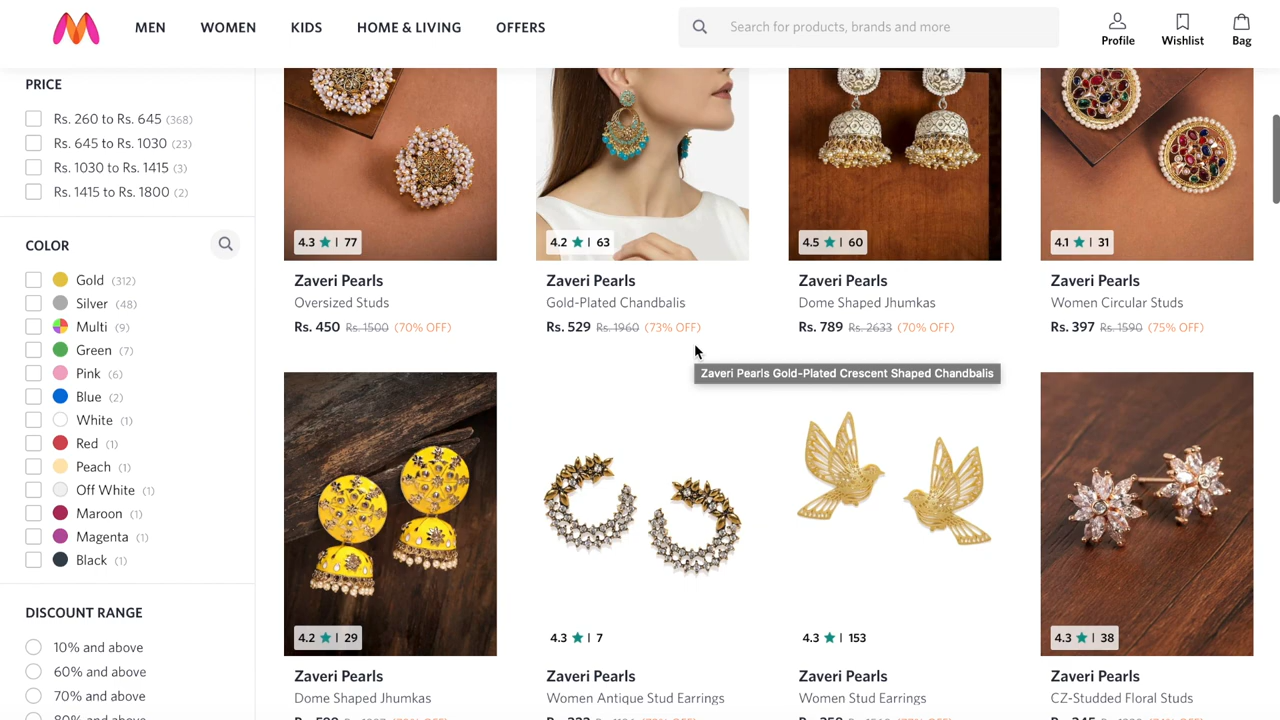 MEN WOMEN KIDS HOME & LIVING OFFERS
Search for products, brands and more
Profile Wishlist Bag
PRICE
Rs. 260 to Rs. 645 (368)
Rs. 645 to Rs. 1030 (23)
Rs. 1030 to Rs. 1415 (3)
Rs. 1415 to Rs. 1800 (2)
COLOR
Gold (312)
Silver (48)
Multi (9)
Green (7)
Pink (6)
Blue (2)
White (1)
Red (1)
Peach (1)
Off White (1)
Maroon (1)
Magenta (1)
Black (1)
DISCOUNT RANGE
10% and above
60% and above
70% and above
80% and above
4.3 ★ | 77
Zaveri Pearls
Oversized Studs
Rs. 450 Rs. 1500 (70% OFF)
4.2 ★ | 63
Zaveri Pearls
Gold-Plated Chandbalis
Rs. 529 Rs. 1960 (73% OFF)
4.5 ★ | 60
Zaveri Pearls
Dome Shaped Jhumkas
Rs. 789 Rs. 2633 (70% OFF)
4.1 ★ | 31
Zaveri Pearls
Women Circular Studs
Rs. 397 Rs. 1590 (75% OFF)
Zaveri Pearls Gold-Plated Crescent Shaped Chandbalis
4.2 ★ | 29
Zaveri Pearls
Dome Shaped Jhumkas
4.3 ★ | 7
Zaveri Pearls
Women Antique Stud Earrings
4.3 ★ | 153
Zaveri Pearls
Women Stud Earrings
4.3 ★ | 38
Zaveri Pearls
CZ-Studded Floral Studs